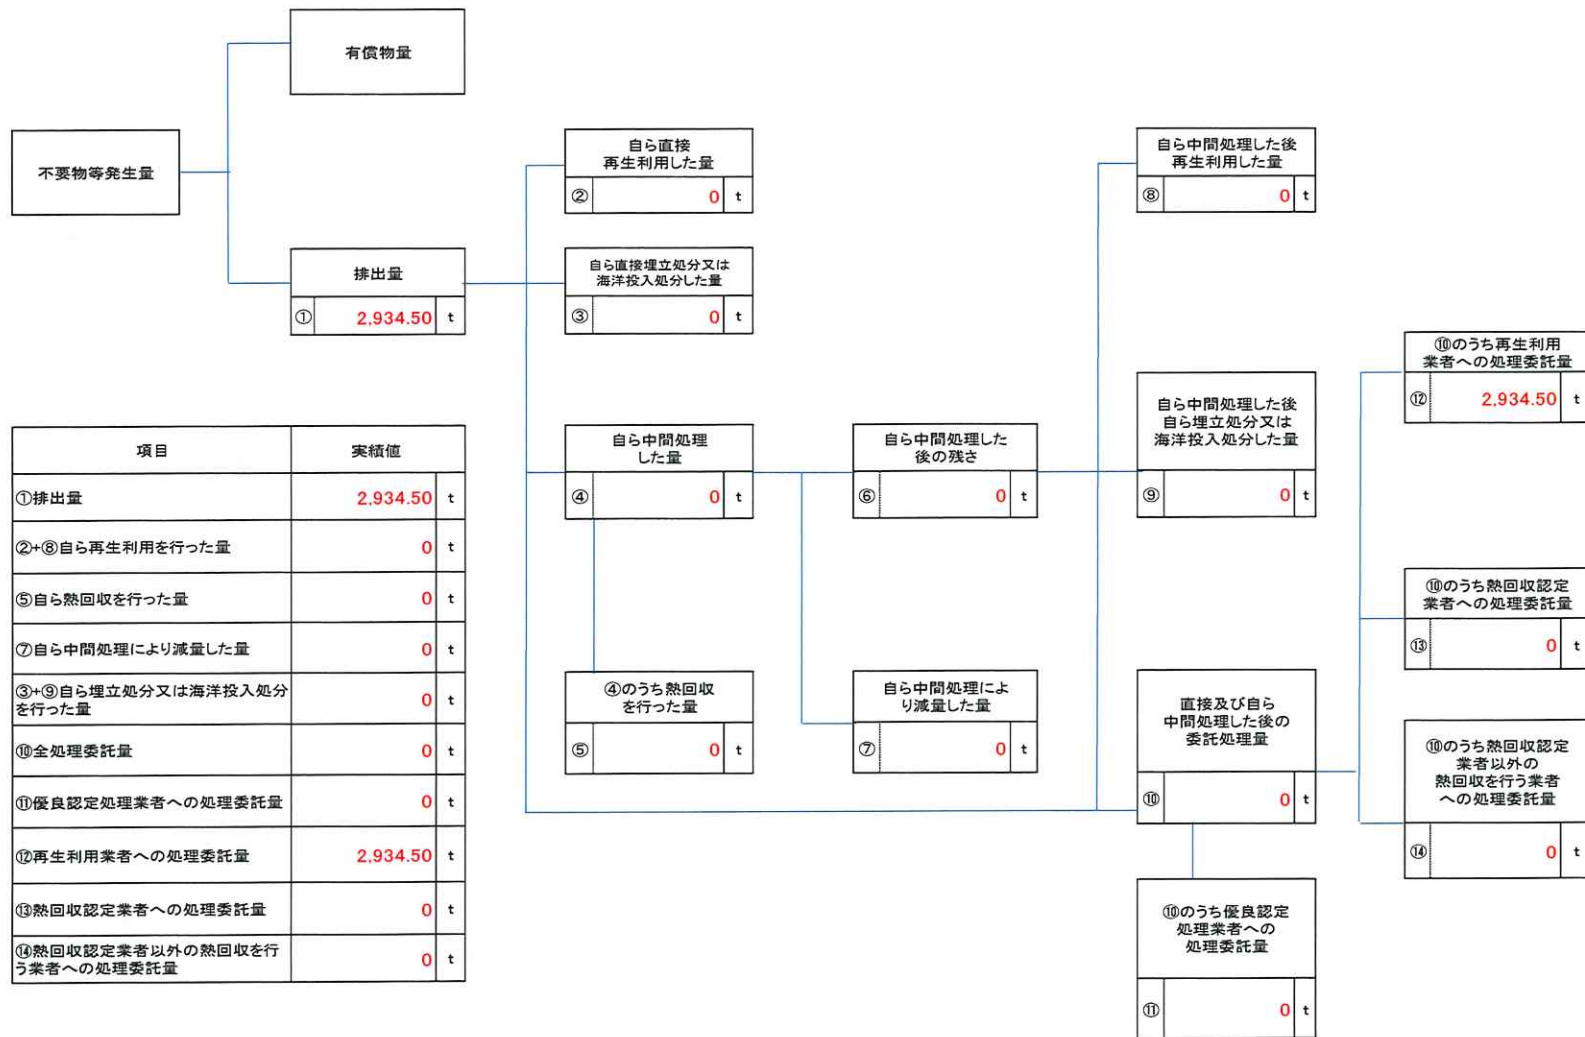 有償物量
不要物等発生量
自ら直接
再生利用した量
② 0 t
自ら中間処理した後
再生利用した量
⑧ 0 t
排出量
① 2,934.50 t
自ら直接埋立処分又は
海洋投入処分した量
③ 0 t
⑩のうち再生利用
業者への処理委託量
⑫ 2,934.50 t
自ら中間処理
した量
④ 0 t
自ら中間処理した
後の残さ
⑥ 0 t
自ら中間処理した後
自ら埋立処分又は
海洋投入処分した量
⑨ 0 t
⑩のうち熱回収認定
業者への処理委託量
⑬ 0 t
④のうち熱回収
を行った量
⑤ 0 t
自ら中間処理によ
り減量した量
⑦ 0 t
直接及び自ら
中間処理した後の
委託処理量
⑩ 0 t
⑩のうち熱回収認定
業者以外の
熱回収を行う業者
への処理委託量
⑭ 0 t
⑩のうち優良認定
処理業者への
処理委託量
⑪ 0 t
項目 実績値
①排出量 2,934.50 t
②+⑧自ら再生利用を行った量 0 t
⑤自ら熱回収を行った量 0 t
⑦自ら中間処理により減量した量 0 t
③+⑨自ら埋立処分又は海洋投入処分
を行った量 0 t
⑩全処理委託量 0 t
⑪優良認定処理業者への処理委託量 0 t
⑫再生利用業者への処理委託量 2,934.50 t
⑬熱回収認定業者への処理委託量 0 t
⑭熱回収認定業者以外の熱回収を行
う業者への処理委託量 0 t